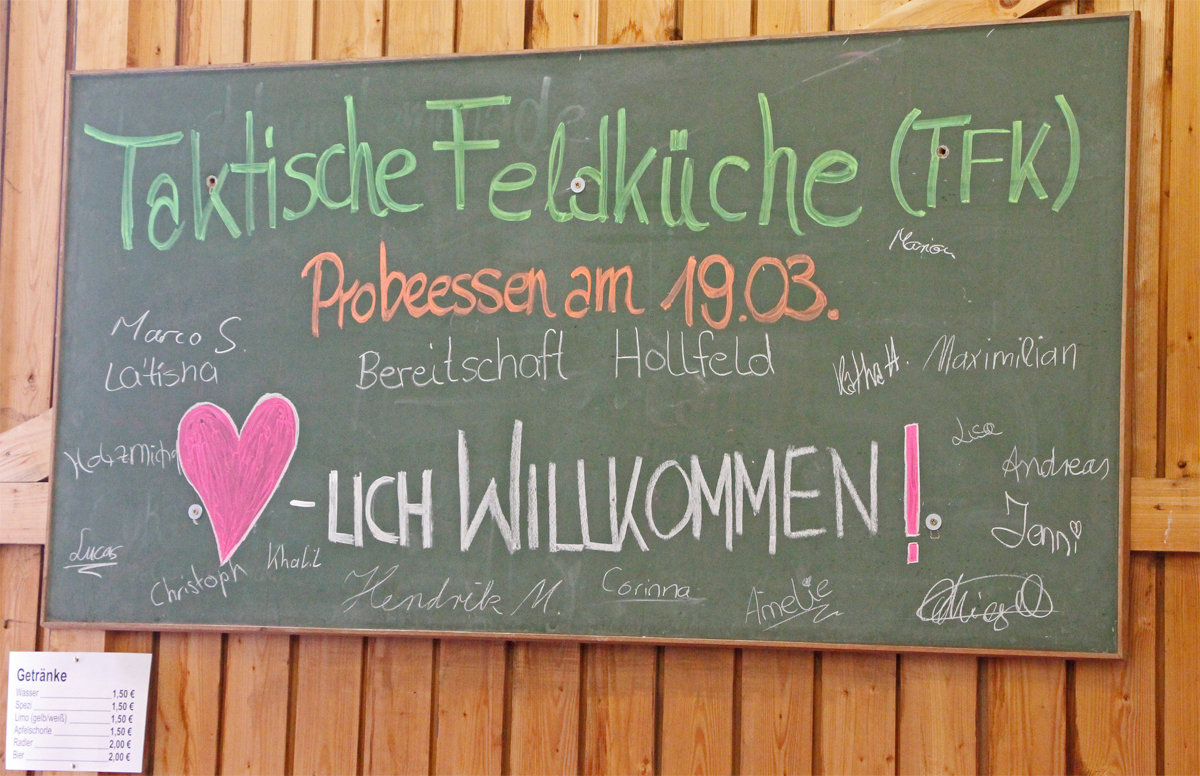 Taktische Feldküche (TFK)
Marion
Probeessen am 19.03.
Marco S.
Latisha
Bereitschaft Hollfeld
Katha H.
Maximilian
Holzmicha
-LICH WILLKOMMEN!
Lisa
Andreas
Jenni
Lucas
Christoph
Khalil
Hendrik M.
Corinna
Amelie
Getränke
Wasser 1,50 €
Spezi 1,50 €
Limo (gelb/weiß) 1,50 €
Apfelschorle 1,50 €
Radler 2,00 €
Bier 2,00 €